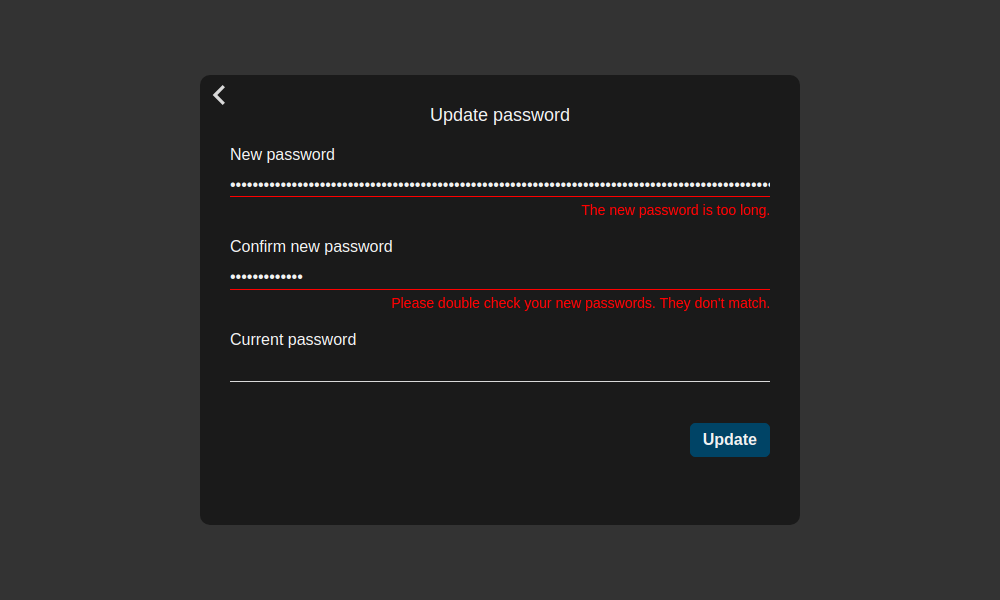 Update password
New password
The new password is too long.
Confirm new password
•••••••••••••
Please double check your new passwords. They don't match.
Current password
Update